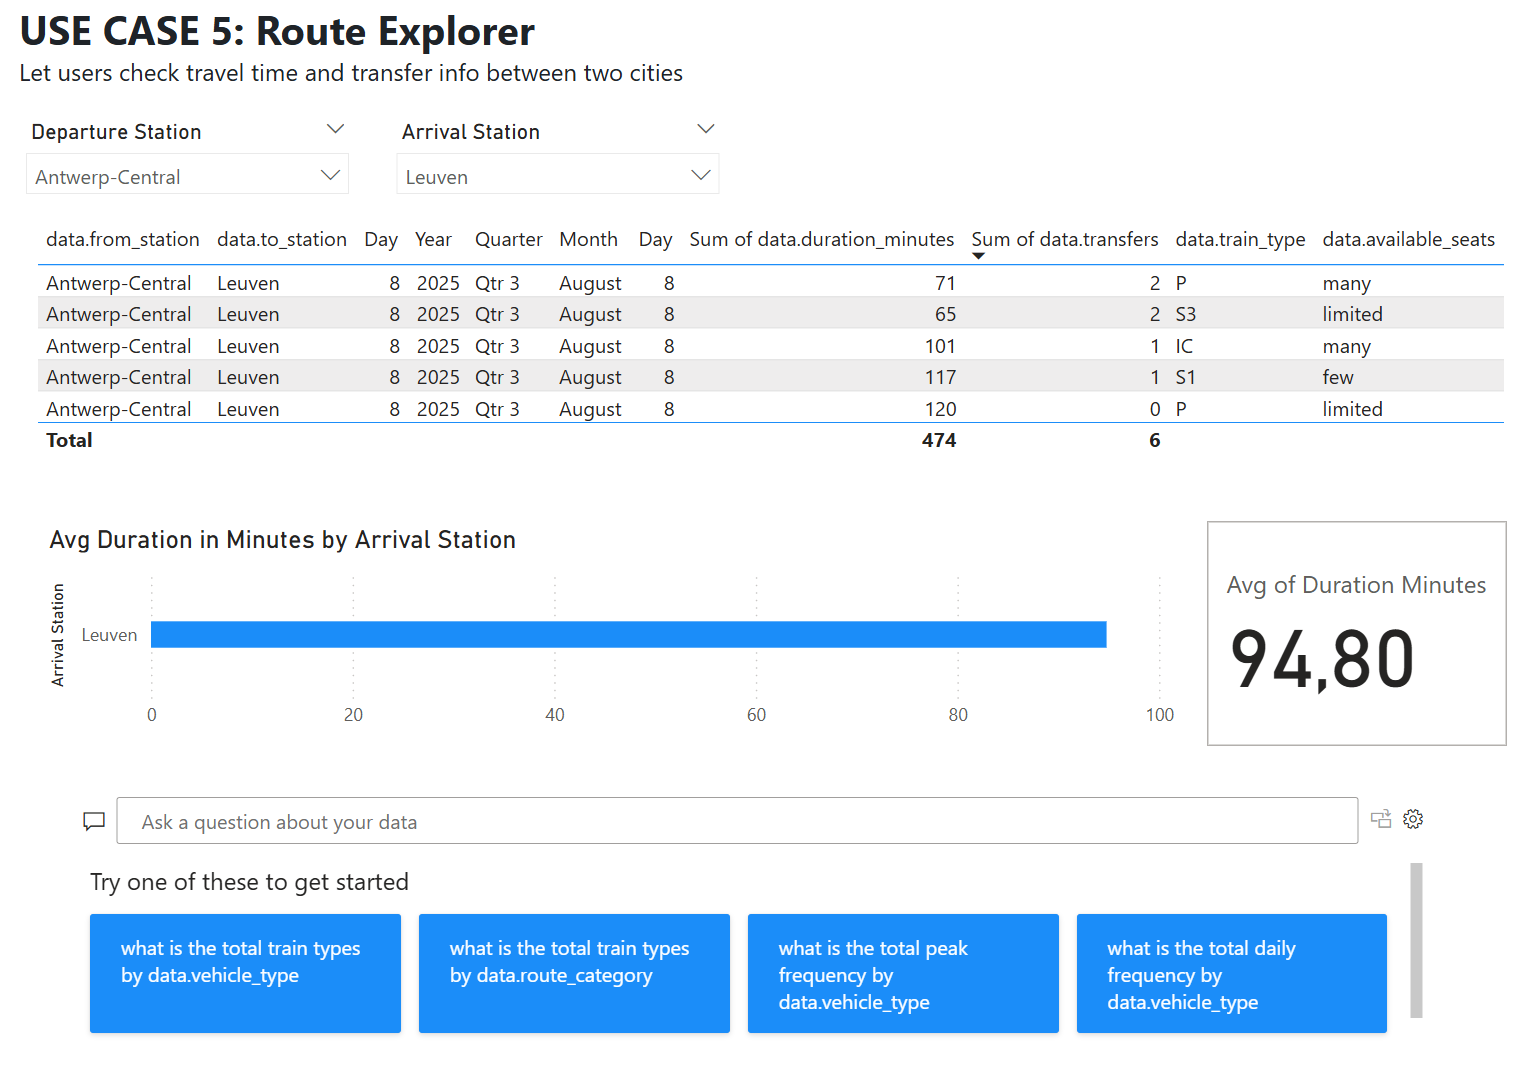 USE CASE 5: Route Explorer
Let users check travel time and transfer info between two cities
Departure Station
Arrival Station
Antwerp-Central
Leuven
data.from_station data.to_station Day Year Quarter Month Day Sum of data.duration_minutes Sum of data.transfers data.train_type data.available_seats
Antwerp-Central Leuven 8 2025 Qtr 3 August 8 71 2 P many
Antwerp-Central Leuven 8 2025 Qtr 3 August 8 65 2 S3 limited
Antwerp-Central Leuven 8 2025 Qtr 3 August 8 101 1 IC many
Antwerp-Central Leuven 8 2025 Qtr 3 August 8 117 1 S1 few
Antwerp-Central Leuven 8 2025 Qtr 3 August 8 120 0 P limited
Total 474 6
Avg Duration in Minutes by Arrival Station
Arrival Station
Leuven
0 20 40 60 80 100
Avg of Duration Minutes
94,80
Ask a question about your data
Try one of these to get started
what is the total train types
by data.vehicle_type
what is the total train types
by data.route_category
what is the total peak
frequency by
data.vehicle_type
what is the total daily
frequency by
data.vehicle_type